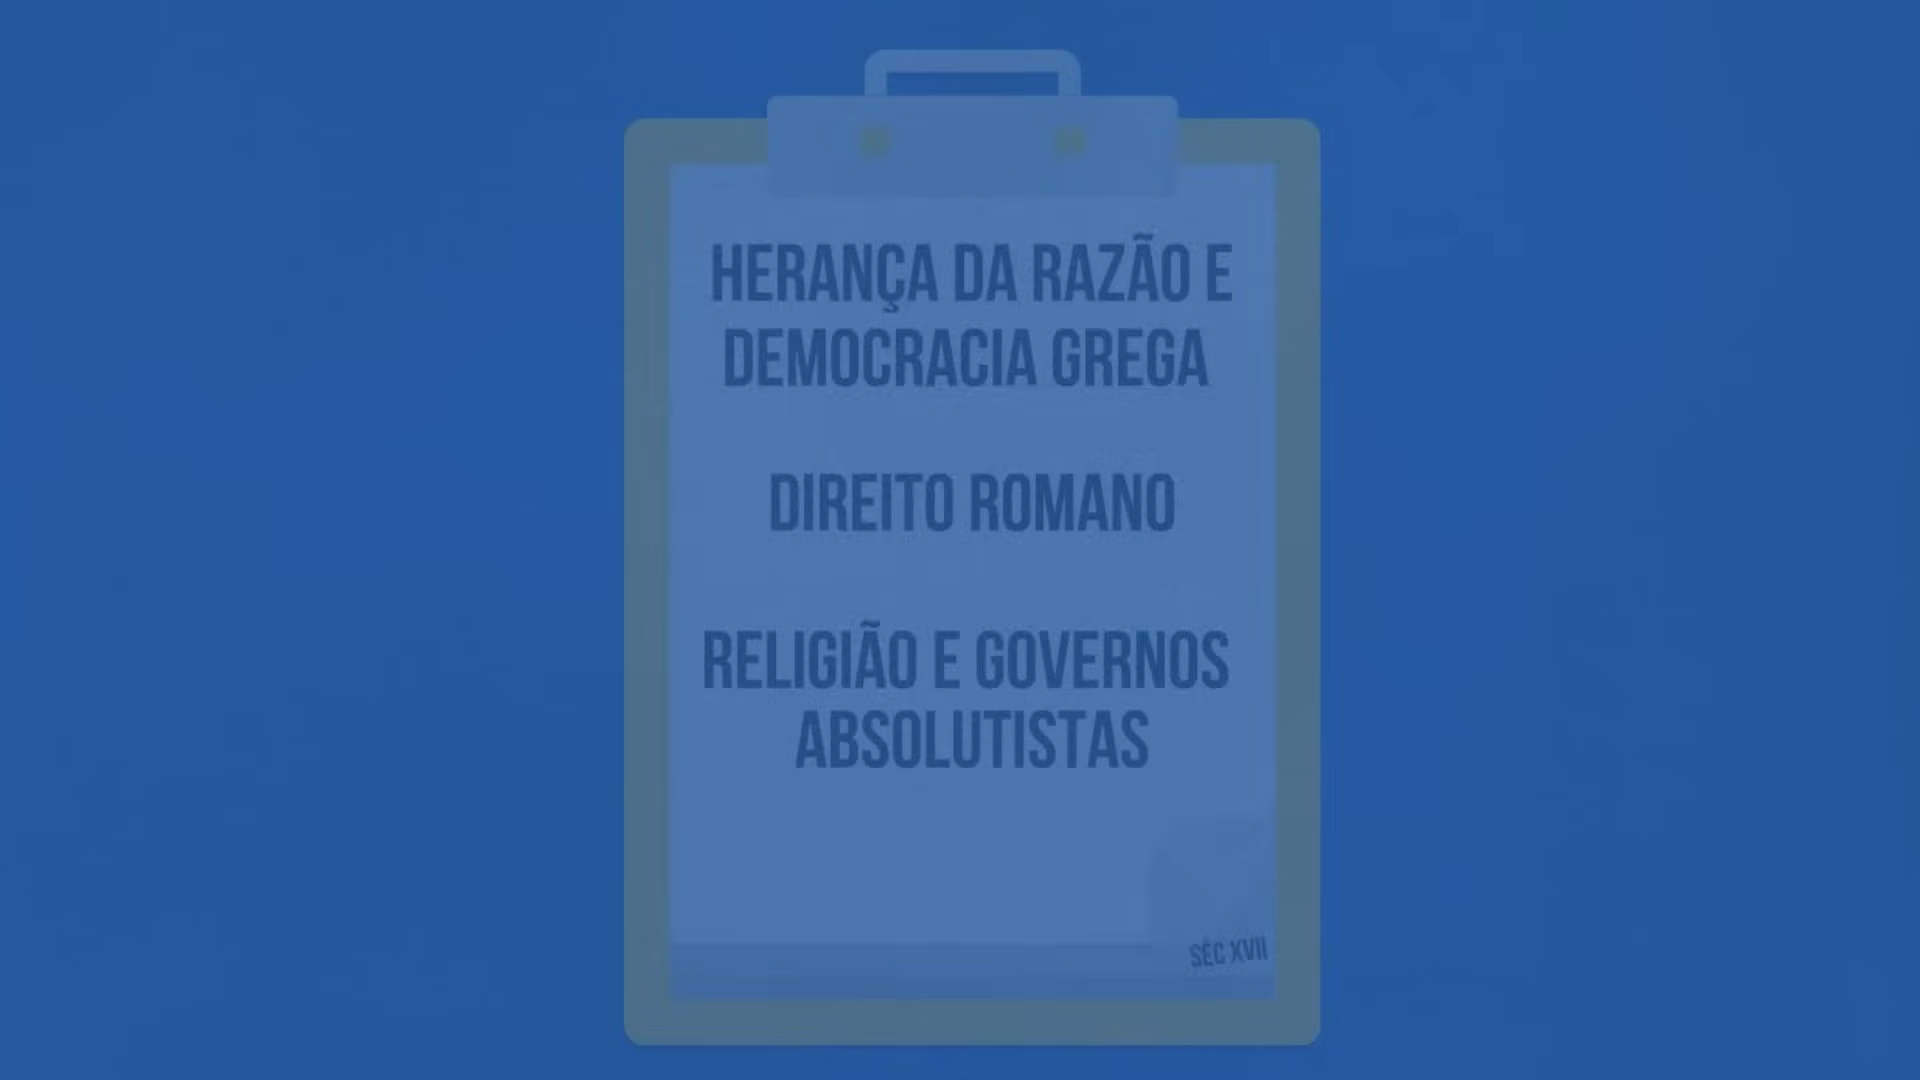 HERANÇA DA RAZÃO E
DEMOCRACIA GREGA
DIREITO ROMANO
RELIGIÃO E GOVERNOS
ABSOLUTISTAS
SÉC XVII